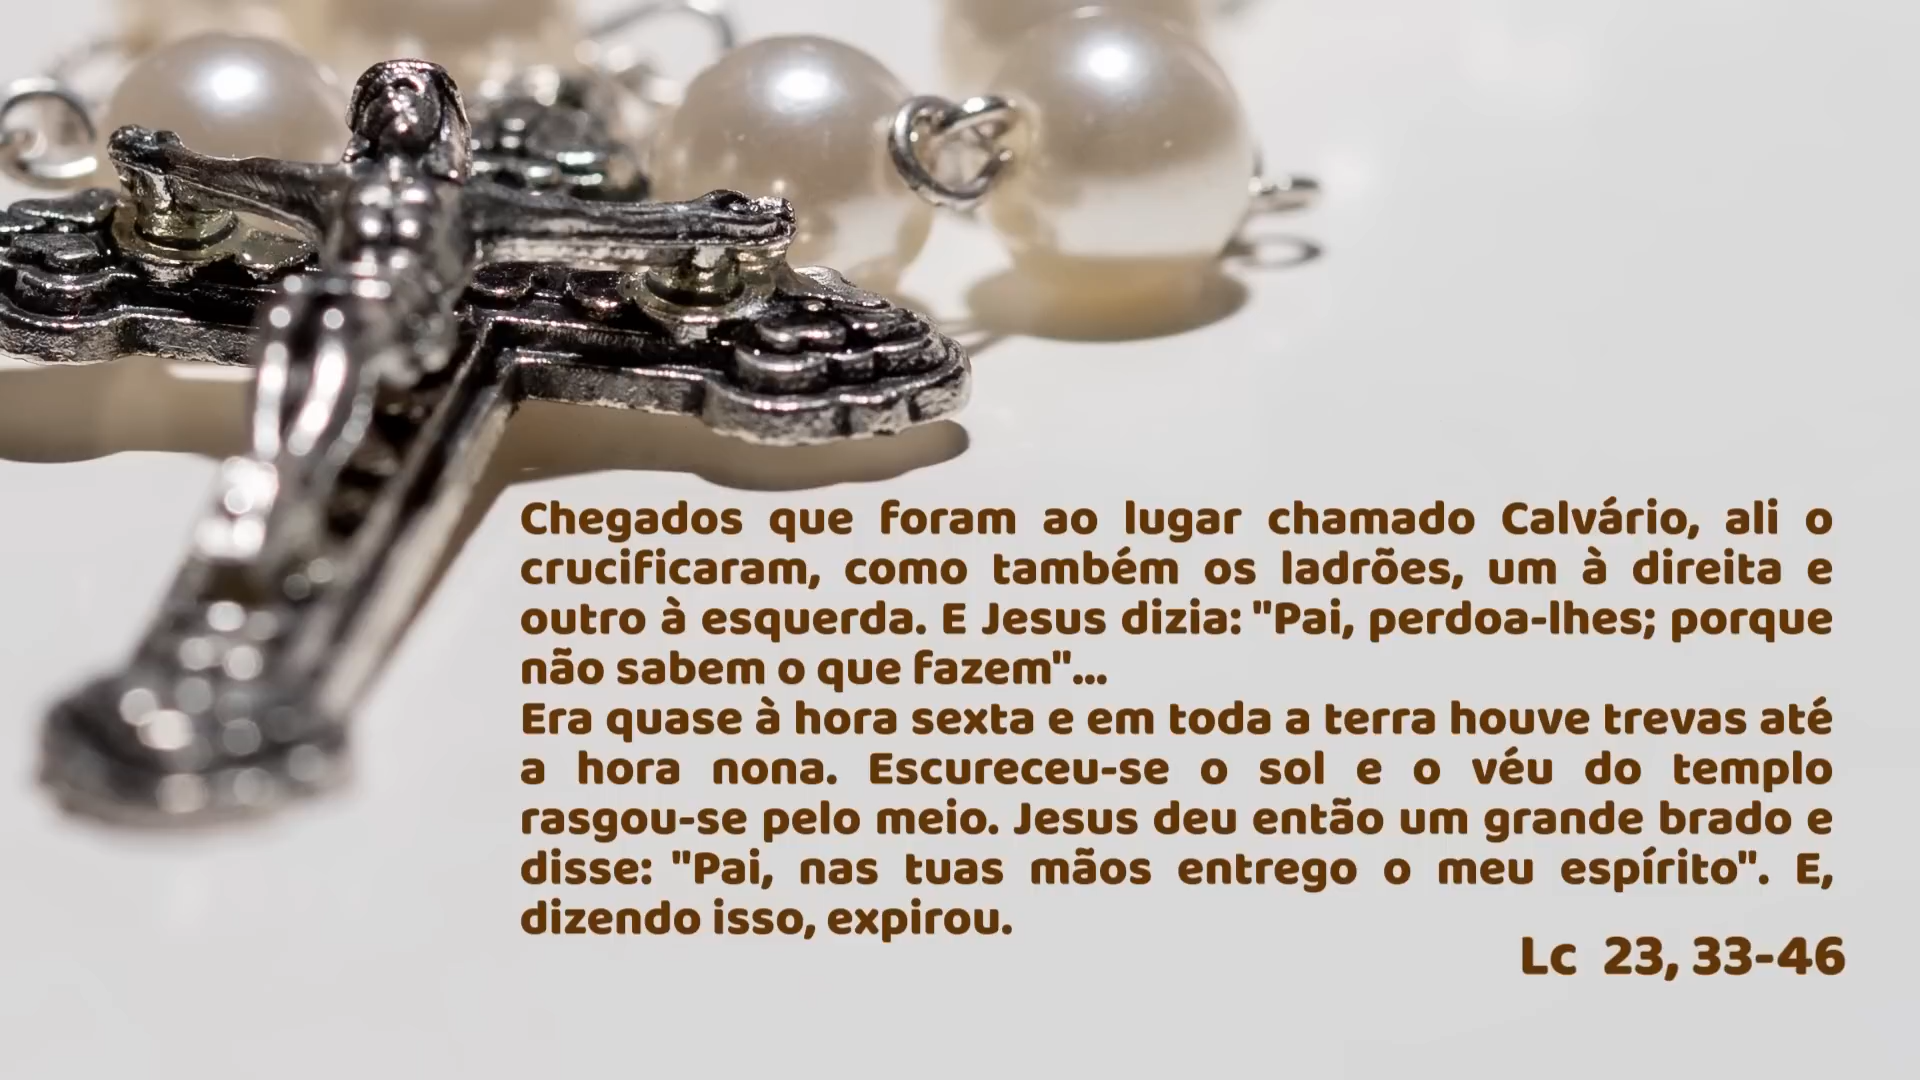 Chegados que foram ao lugar chamado Calvário, ali o
crucificaram, como também os ladrões, um à direita e
outro à esquerda. E Jesus dizia: "Pai, perdoa-lhes; porque
não sabem o que fazem"...
Era quase à hora sexta e em toda a terra houve trevas até
a hora nona. Escureceu-se o sol e o véu do templo
rasgou-se pelo meio. Jesus deu então um grande brado e
disse: "Pai, nas tuas mãos entrego o meu espírito". E,
dizendo isso, expirou.
Lc 23, 33-46